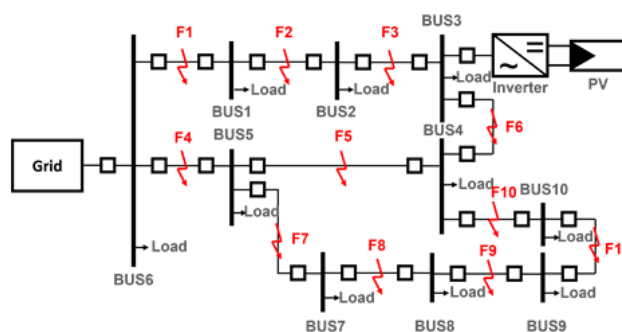 F1
F2
F3
BUS3
Load
Load
Load
Inverter
PV
BUS1
BUS2
F4
BUS5
F5
BUS4
F6
Grid
Load
Load
F10
BUS10
Load
F7
F8
F9
F1
Load
BUS6
Load
Load
Load
BUS7
BUS8
BUS9